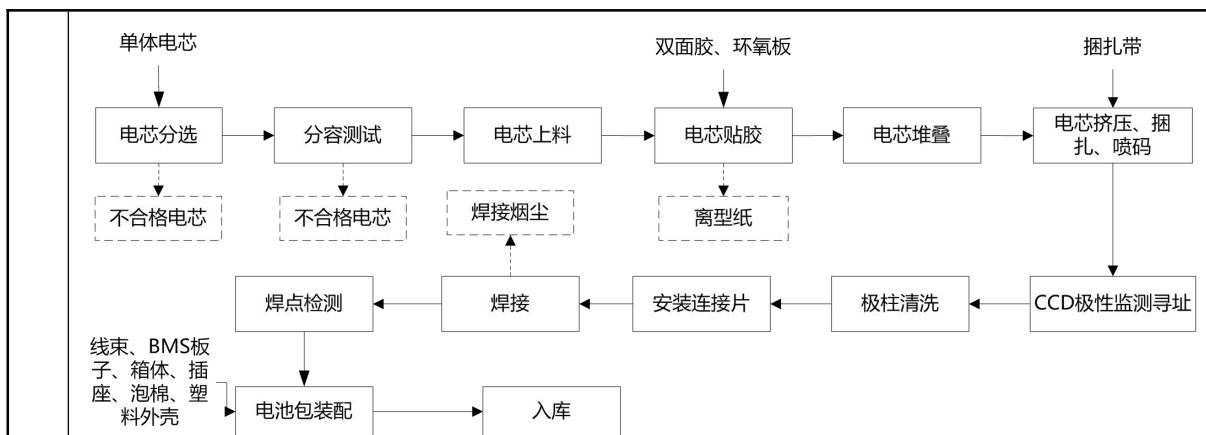 单体电芯
双面胶、环氧板
捆扎带
电芯分选
分容测试
电芯上料
电芯贴胶
电芯堆叠
电芯挤压、捆
扎、喷码
不合格电芯
不合格电芯
焊接烟尘
离型纸
焊点检测
焊接
安装连接片
极柱清洗
CCD极性监测寻址
线束、BMS板
子、箱体、插
座、泡棉、塑
料外壳
电池包装配
入库